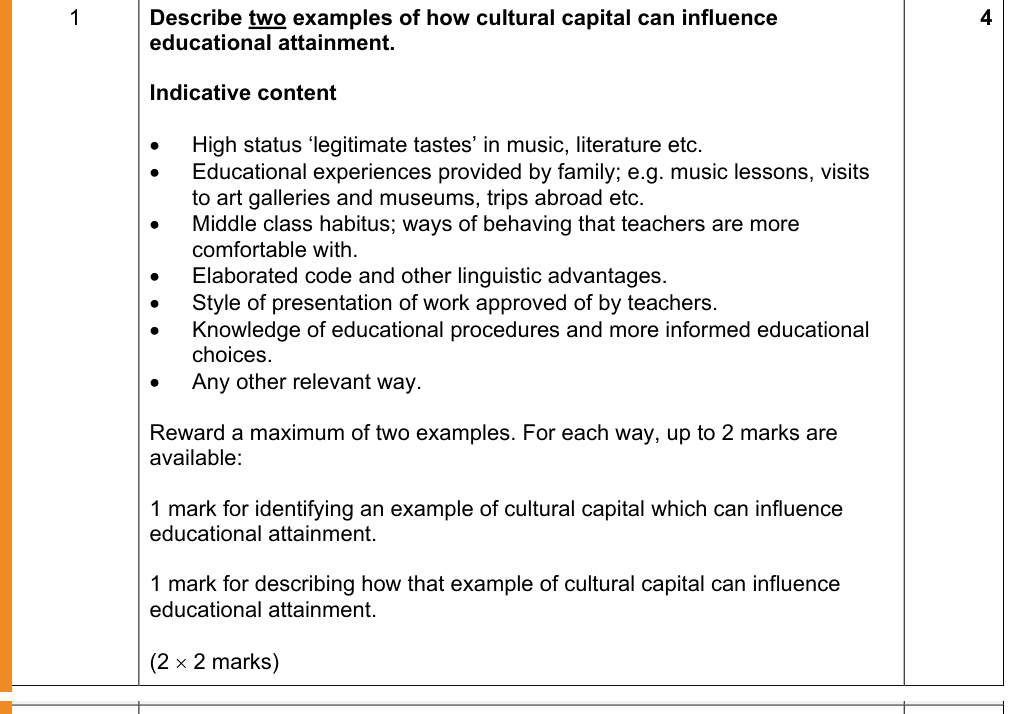 1 Describe two examples of how cultural capital can influence 4
educational attainment.
Indicative content
• High status ‘legitimate tastes’ in music, literature etc.
• Educational experiences provided by family; e.g. music lessons, visits
to art galleries and museums, trips abroad etc.
• Middle class habitus; ways of behaving that teachers are more
comfortable with.
• Elaborated code and other linguistic advantages.
• Style of presentation of work approved of by teachers.
• Knowledge of educational procedures and more informed educational
choices.
• Any other relevant way.
Reward a maximum of two examples. For each way, up to 2 marks are
available:
1 mark for identifying an example of cultural capital which can influence
educational attainment.
1 mark for describing how that example of cultural capital can influence
educational attainment.
(2 × 2 marks)